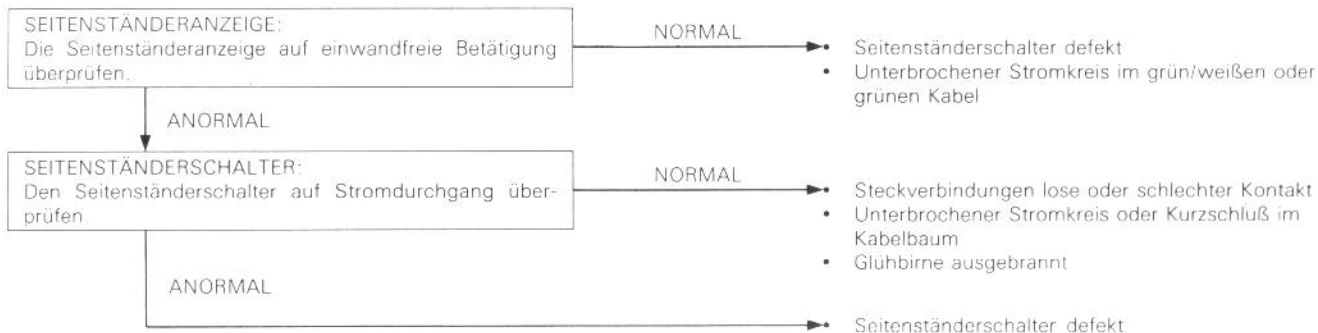 SEITENSTÄNDERANZEIGE:
Die Seitenständeranzeige auf einwandfreie Betätigung
überprüfen.
NORMAL
• Seitenständerschalter defekt
• Unterbrochener Stromkreis im grün/weißen oder
grünen Kabel
ANORMAL
SEITENSTÄNDERSCHALTER:
Den Seitenständerschalter auf Stromdurchgang über-
prüfen.
NORMAL
• Steckverbindungen lose oder schlechter Kontakt
• Unterbrochener Stromkreis oder Kurzschluß im
Kabelbaum
• Glühbirne ausgebrannt
ANORMAL
• Seitenständerschalter defekt